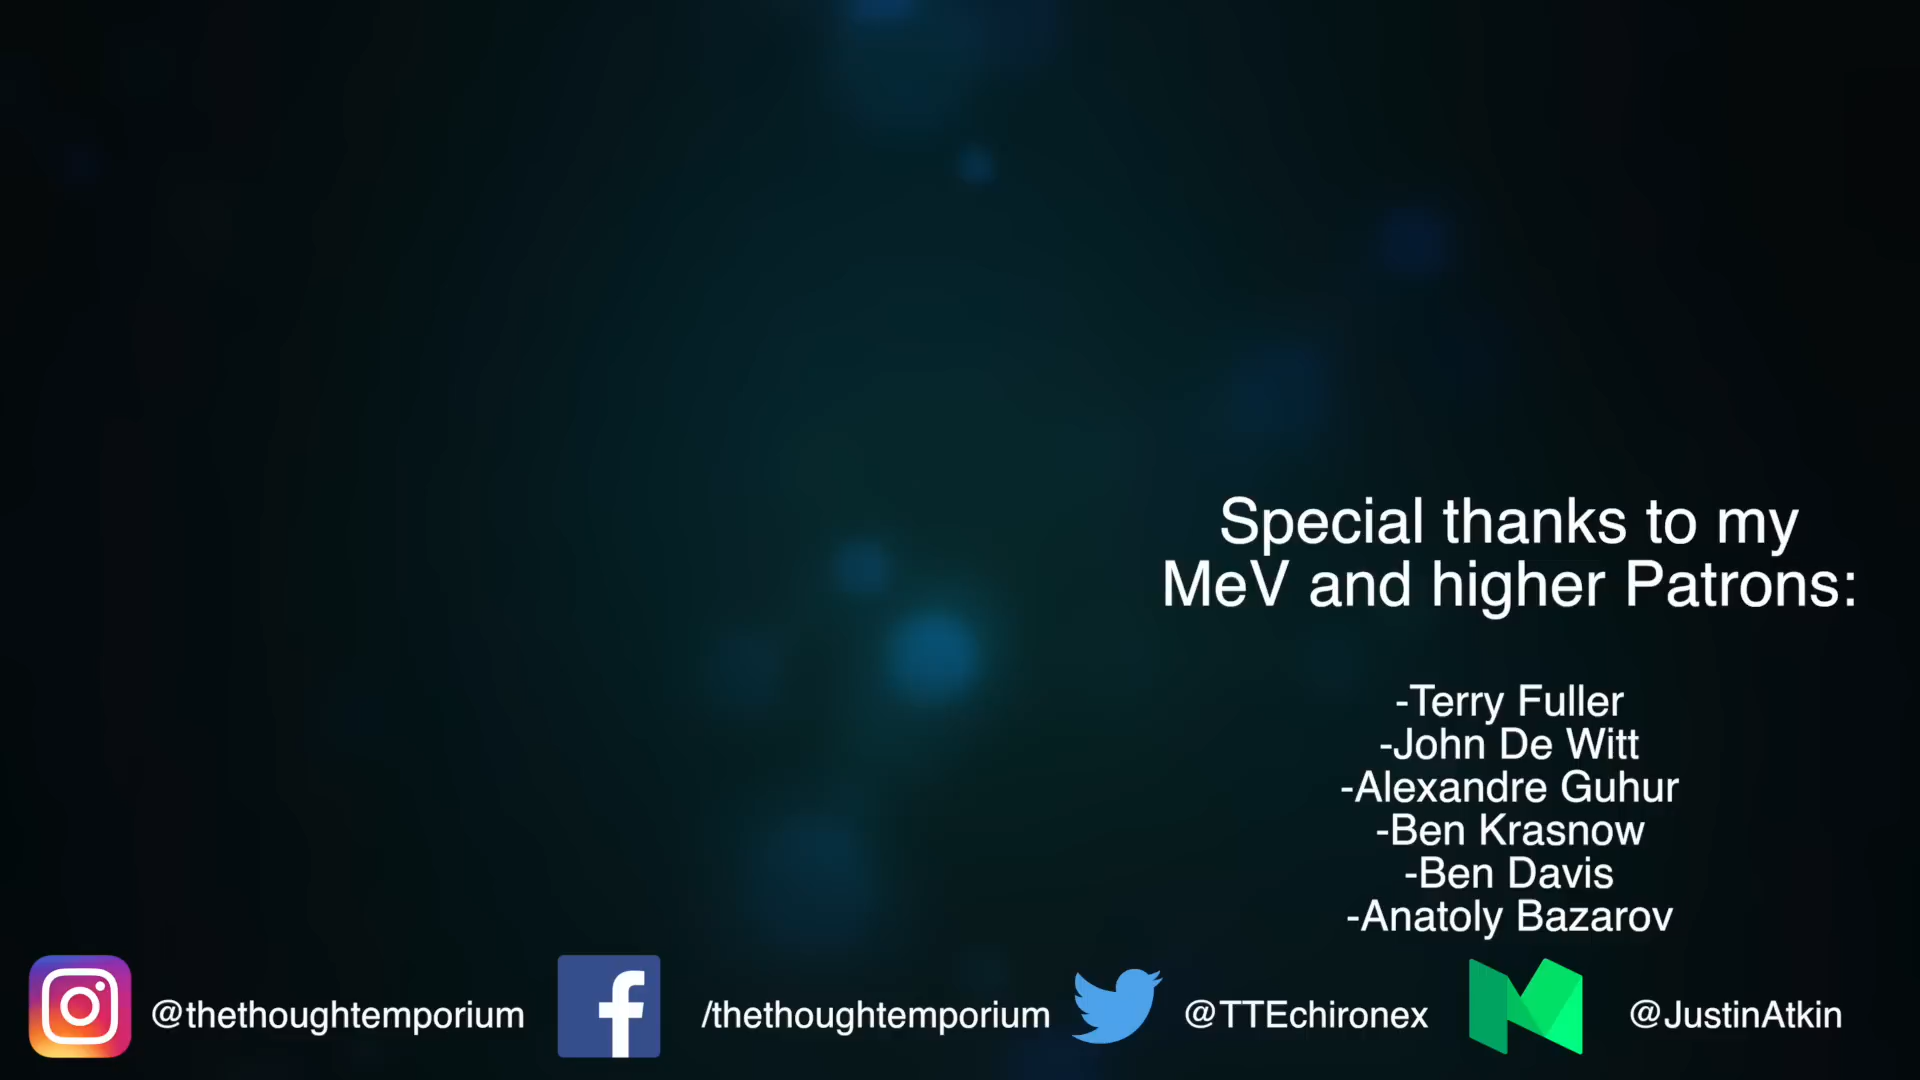 Special thanks to my
MeV and higher Patrons:
-Terry Fuller
-John De Witt
-Alexandre Guhur
-Ben Krasnow
-Ben Davis
-Anatoly Bazarov
@thethoughtemporium
/thethoughtemporium
@TTEchironex
@JustinAtkin